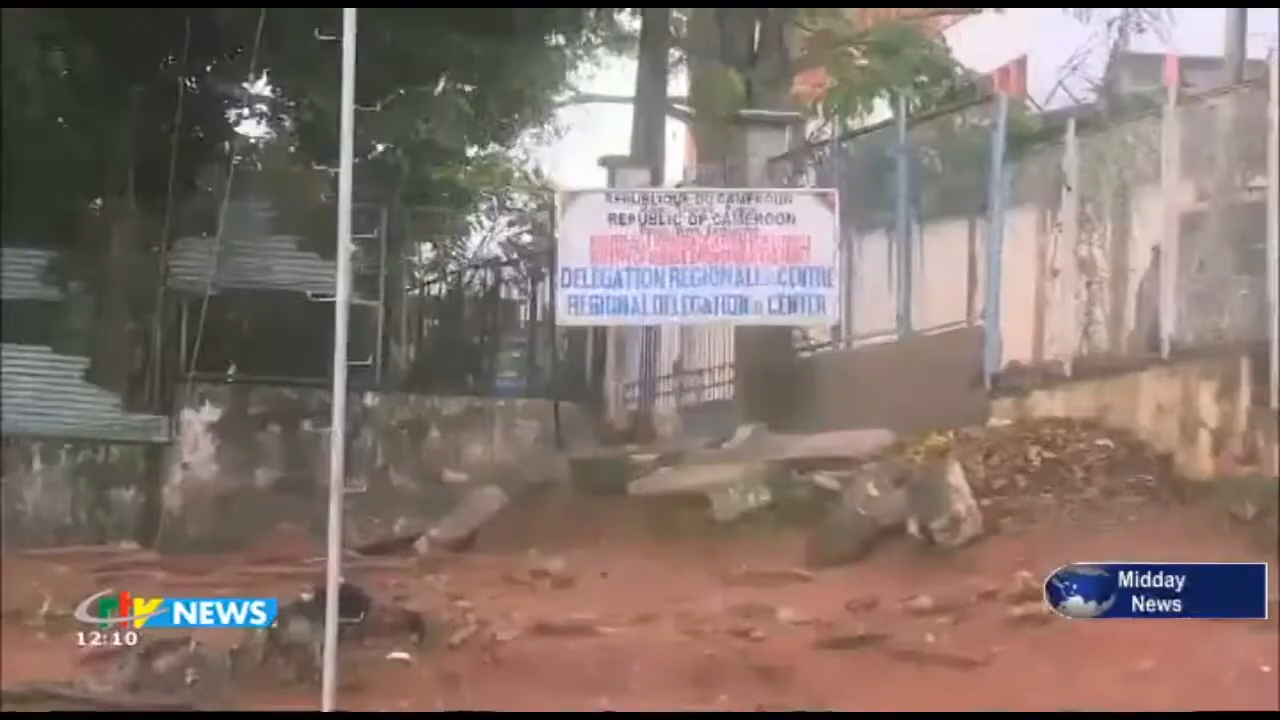 REPUBLIQUE DU CAMEROUN
REPUBLIC OF CAMEROON
DELEGATION REGIONALE DU CENTRE
REGIONAL DELEGATION OF CENTER
crtv NEWS
12:10
Midday
News